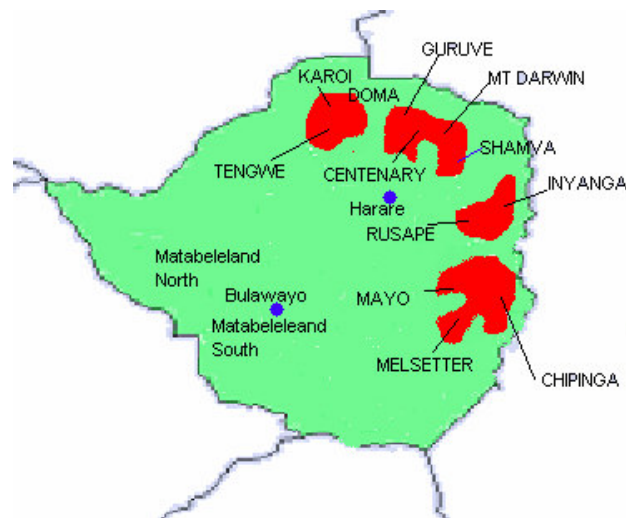 GURUVE
KAROI
DOMA
MT DARWIN
SHAMVA
TENGWE
CENTENARY
INYANGA
Harare
RUSAPE
Matabeleland
North
Bulawayo
MAYO
Matabeleleand
South
MELSETTER
CHIPINGA